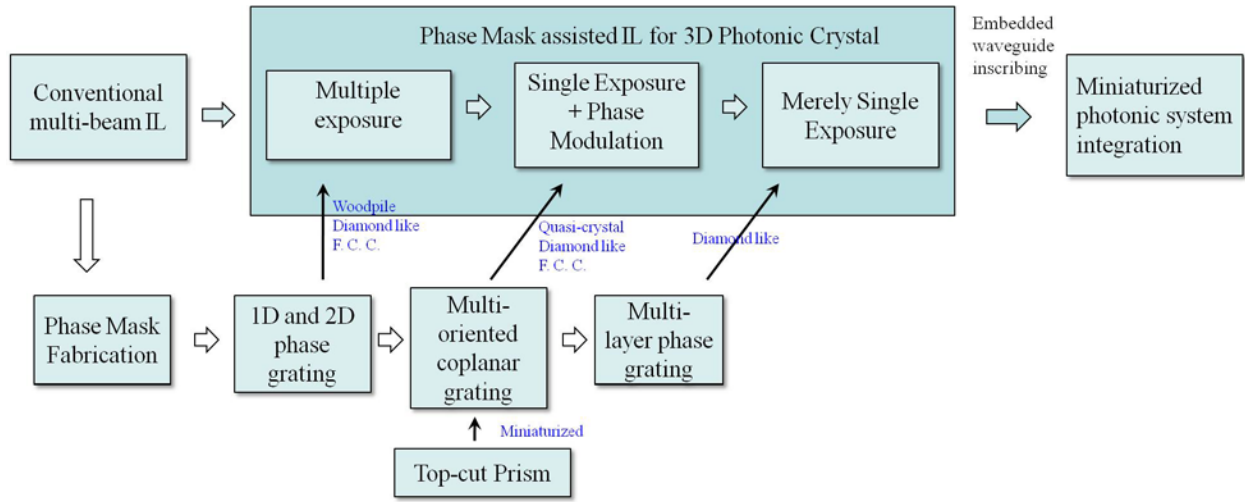 Phase Mask assisted IL for 3D Photonic Crystal
Embedded
waveguide
inscribing
Conventional
multi-beam IL
Multiple
exposure
Single Exposure
+ Phase
Modulation
Merely Single
Exposure
Miniaturized
photonic system
integration
Woodpile
Diamond like
F. C. C.
Quasi-crystal
Diamond like
F. C. C.
Diamond like
Phase Mask
Fabrication
1D and 2D
phase
grating
Multi-
oriented
coplanar
grating
Multi-
layer phase
grating
Miniaturized
Top-cut Prism